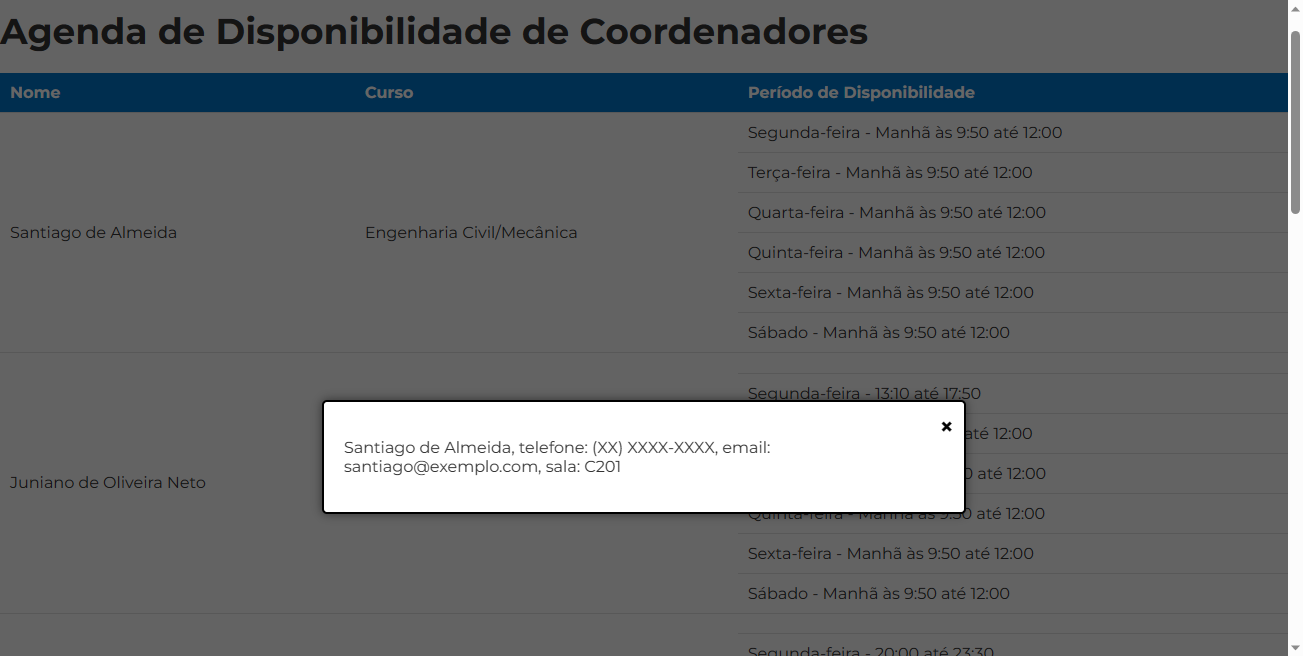 Agenda de Disponibilidade de Coordenadores
Nome Curso Período de Disponibilidade
Segunda-feira - Manhã às 9:50 até 12:00
Terça-feira - Manhã às 9:50 até 12:00
Quarta-feira - Manhã às 9:50 até 12:00
Santiago de Almeida Engenharia Civil/Mecânica
Quinta-feira - Manhã às 9:50 até 12:00
Sexta-feira - Manhã às 9:50 até 12:00
Sábado - Manhã às 9:50 até 12:00
Segunda-feira - 13:10 até 17:50
até 12:00
Santiago de Almeida, telefone: (XX) XXXX-XXXX, email:
santiago@exemplo.com, sala: C201
até 12:00
Juniano de Oliveira Neto
Quinta-feira - Manhã às 9:50 até 12:00
Sexta-feira - Manhã às 9:50 até 12:00
Sábado - Manhã às 9:50 até 12:00
Segunda-feira - 20:00 até 23:30